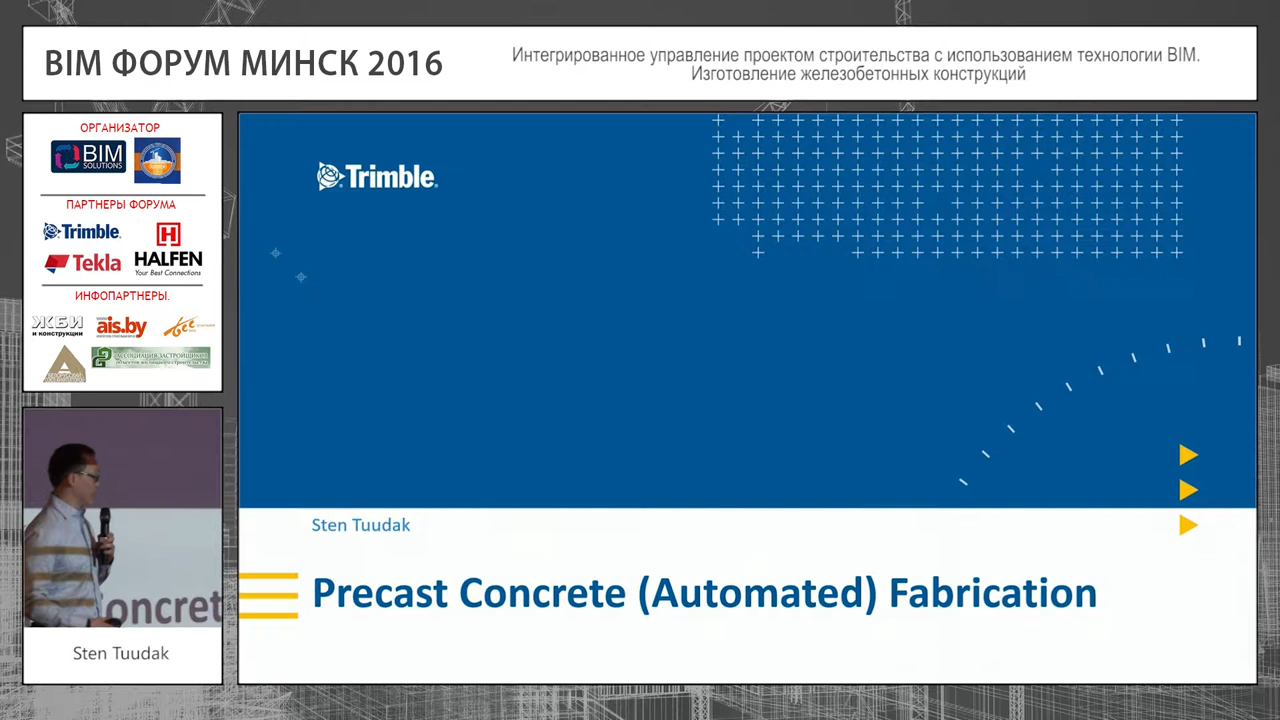 BIM ФОРУМ МИНСК 2016
Интегрированное управление проектом строительства с использованием технологии BIM.
Изготовление железобетонных конструкций
ОРГАНИЗАТОР
BIM
SOLUTIONS
ПАРТНЕРЫ ФОРУМА
Trimble
Tekla
HALFEN
Your Best Connections
ИНФОПАРТНЕРЫ.
ЖБИ
и конструкции
ais.by
АССОЦИАЦИЯ ЗАСТРОЙЩИКОВ
oncret
Sten Tuudak
Trimble
Sten Tuudak
Precast Concrete (Automated) Fabrication